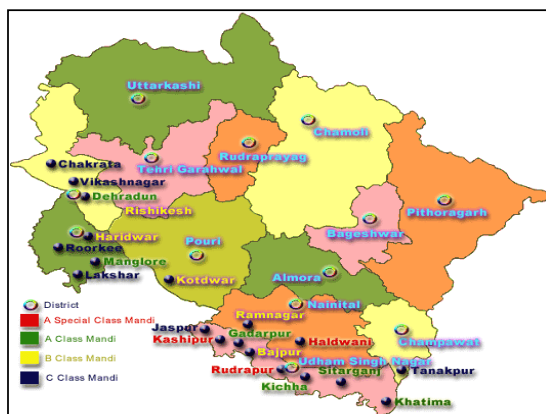 Uttarkashi
Chamoli
Rudraprayag
Chakrata
Tehri Garahwal
Vikashnagar
Dehradun
Pithoragarh
Rishikesh
Bageshwar
Haridwar
Roorkee
Pouri
Manglore
Lakshar
Kotdwar
Almora
District
Nainital
A Special Class Mandi
Ramnagar
Jaspur
Champawat
A Class Mandi
Kashipur
Gadarpur
Haldwani
B Class Mandi
Bajpur
Udham Singh Nagar
Rudrapur
Tanakpur
C Class Mandi
Kichha
Sitarganj
Khatima